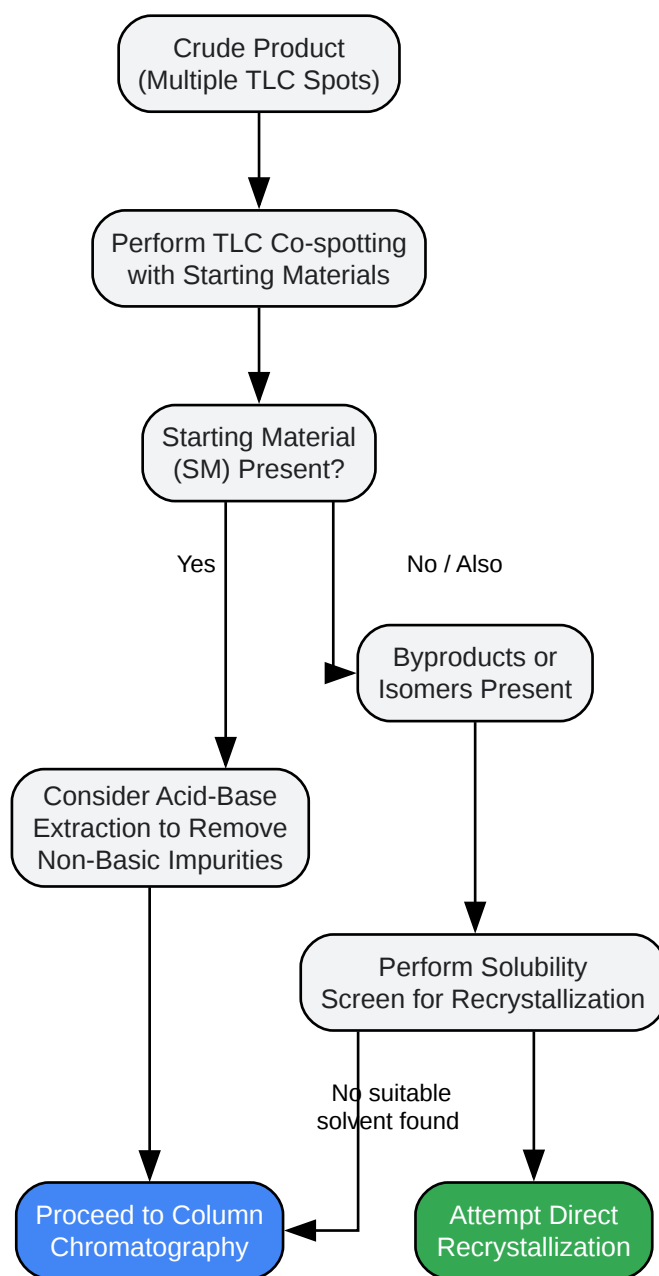 Crude Product
(Multiple TLC Spots)
Perform TLC Co-spotting
with Starting Materials
Starting Material
(SM) Present?
Yes
No / Also
Byproducts or
Isomers Present
Consider Acid-Base
Extraction to Remove
Non-Basic Impurities
Perform Solubility
Screen for Recrystallization
No suitable
solvent found
Proceed to Column
Chromatography
Attempt Direct
Recrystallization